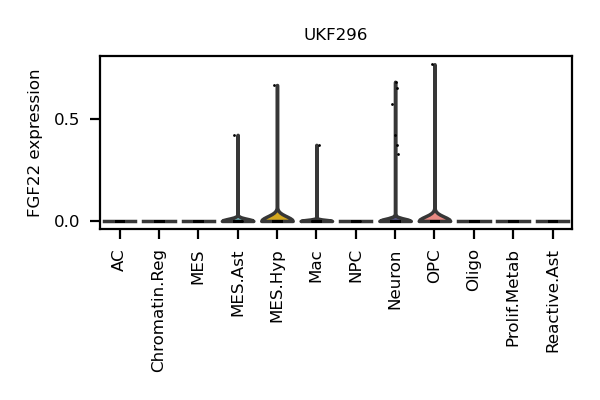 UKF296
FGF22 expression
0.5
0.0
AC
Chromatin.Reg
MES
MES.Ast
MES.Hyp
Mac
NPC
Neuron
OPC
Oligo
Prolif.Metab
Reactive.Ast